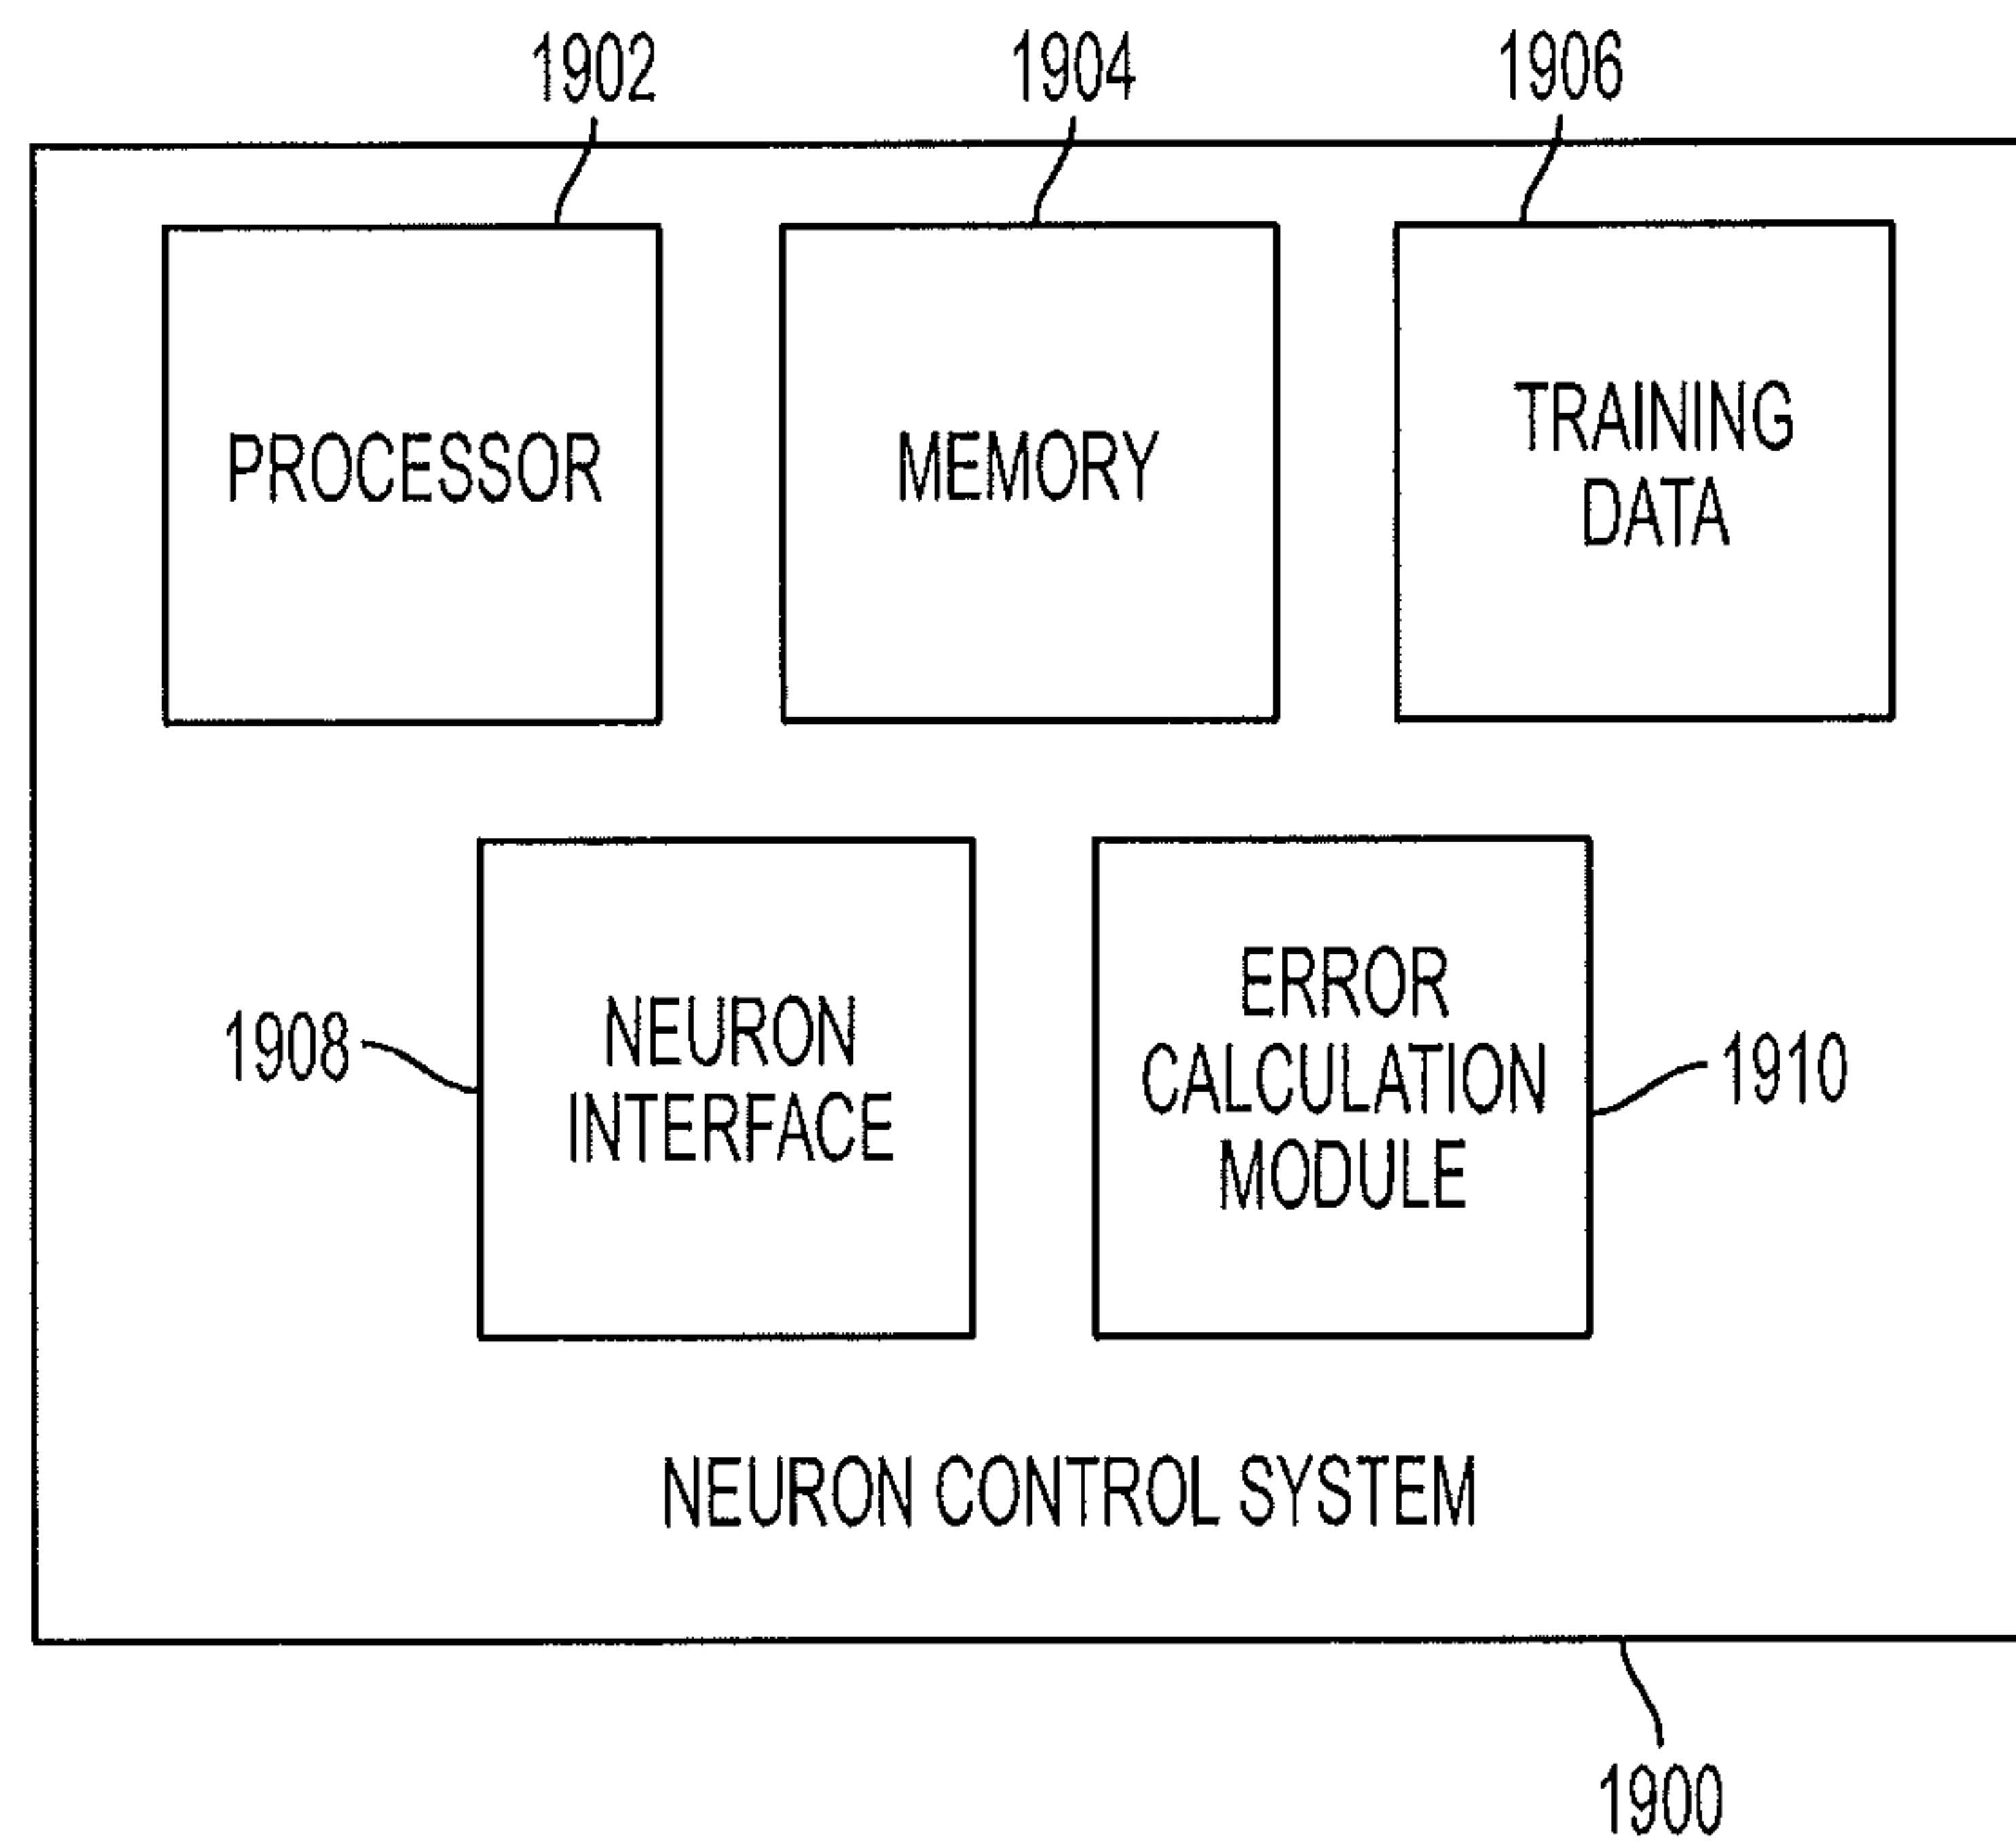 1902
1904
1906
PROCESSOR
MEMORY
TRAINING
DATA
1908
NEURON
INTERFACE
ERROR
CALCULATION
MODULE
1910
NEURON CONTROL SYSTEM
1900